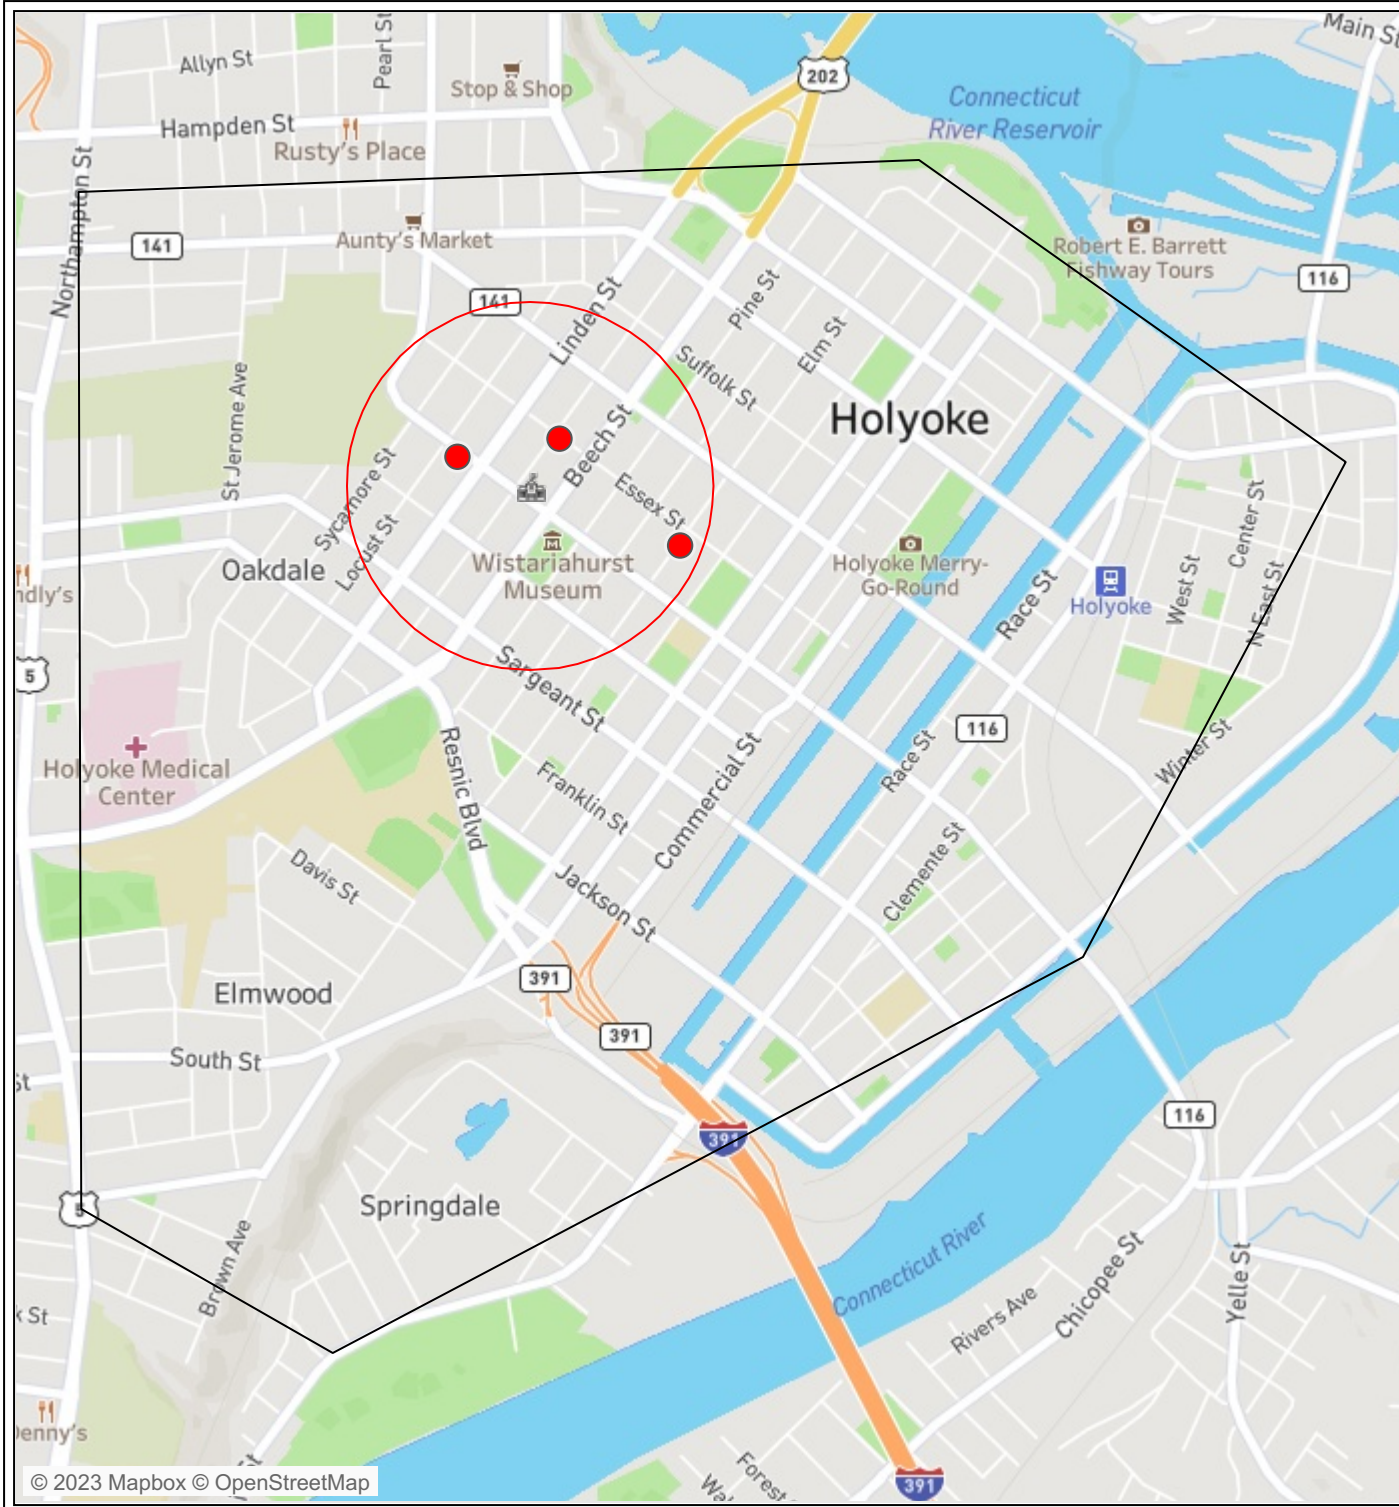 Main St
Allyn St
Pearl St
Stop & Shop
202
Connecticut
River Reservoir
Hampden St
Rusty's Place
Northampton St
141
Aunty's Market
Robert E. Barrett
Fishway Tours
116
141
Linden St
Pine St
Elm St
Suffolk St
St Jerome Ave
Holyoke
Beech St
Sycamore St
Essex St
Center St
Locust St
Oakdale
Wistariahurst
Museum
Holyoke Merry-
Go-Round
Race St
Holyoke
West St
N East St
ndly's
5
Sargeant St
116
Winter St
Resnic Blvd
Race St
Holyoke Medical
Center
Franklin St
Commercial St
Davis St
Clemente St
Jackson St
391
Elmwood
391
South St
St
116
391
5
Springdale
Brown Ave
Connecticut River
Chicopee St
Yelle St
k St
Rivers Ave
Denny's
Forest
St
391
© 2023 Mapbox © OpenStreetMap